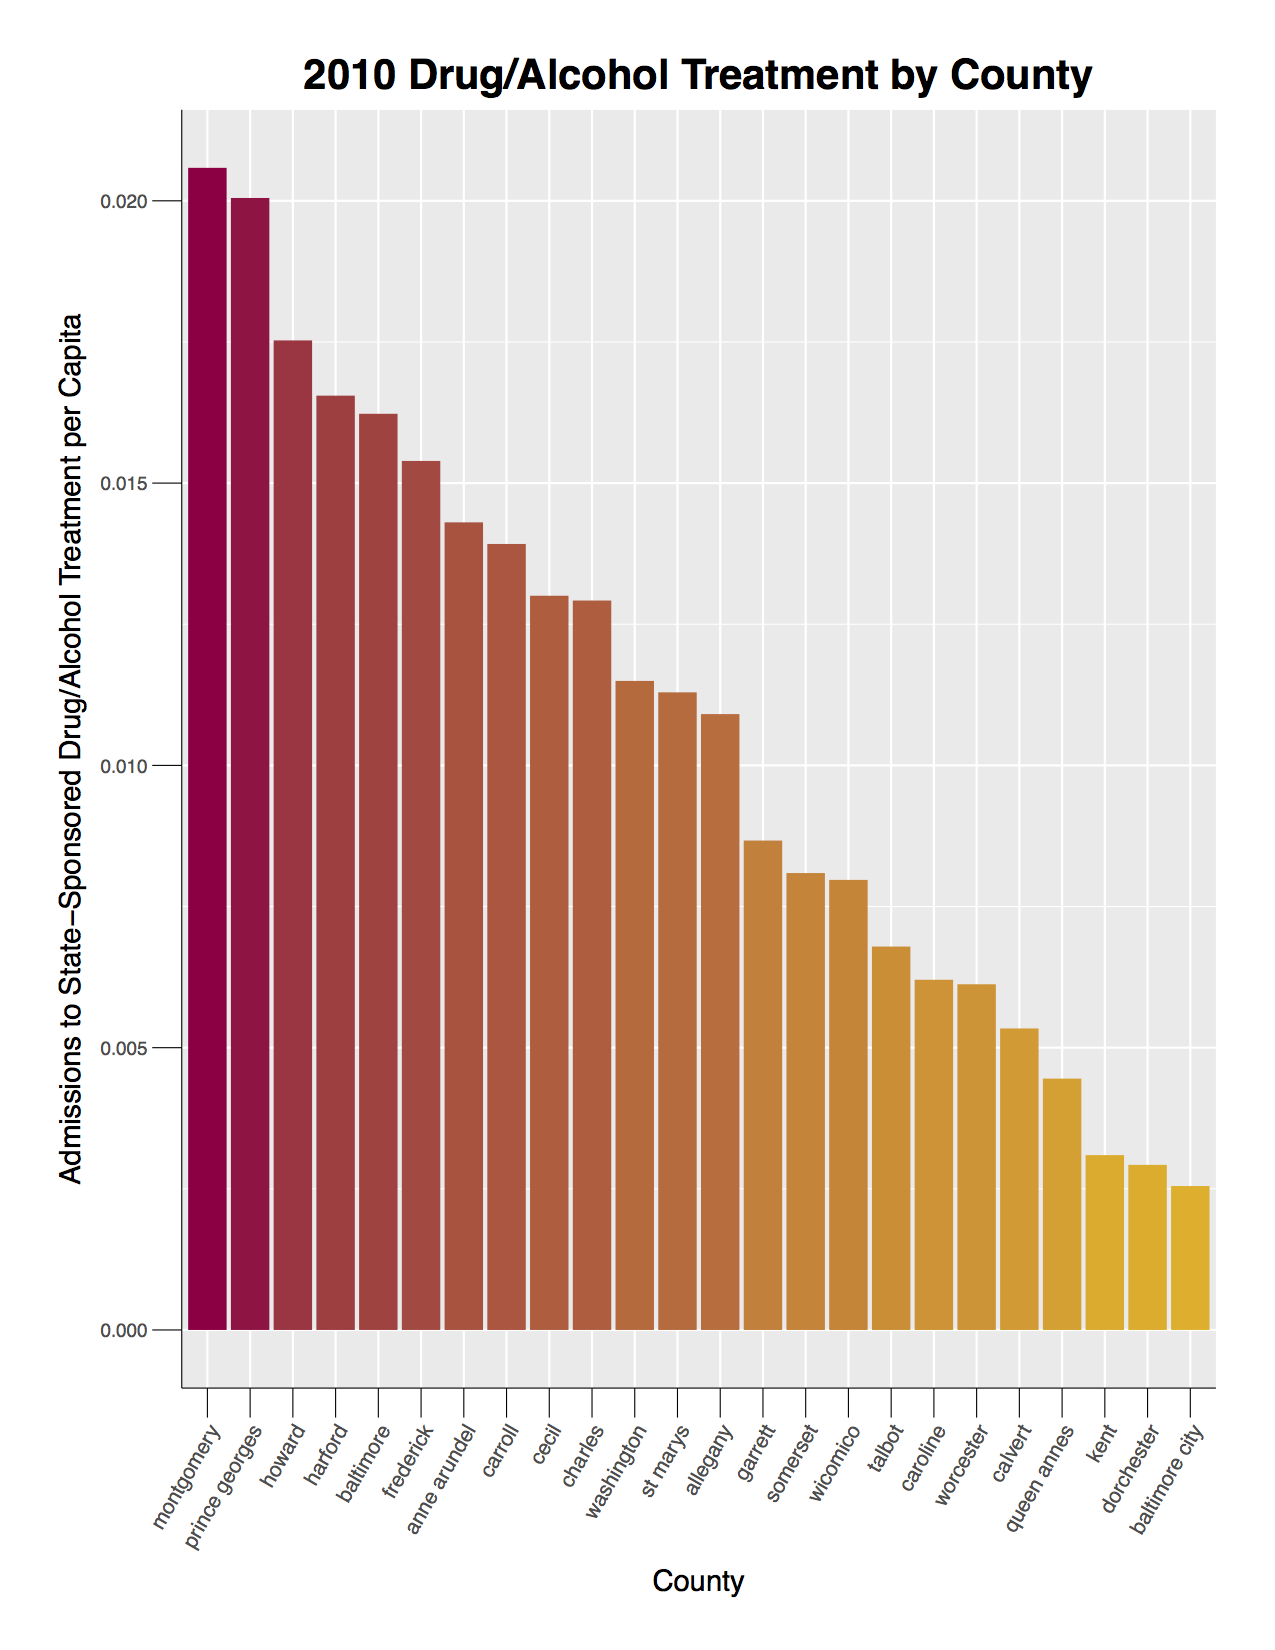 2010 Drug/Alcohol Treatment by County
Admissions to State−Sponsored Drug/Alcohol Treatment per Capita
0.020
0.015
0.010
0.005
0.000
montgomery
prince georges
howard
harford
baltimore
frederick
anne arundel
carroll
cecil
charles
washington
st marys
allegany
garrett
somerset
wicomico
talbot
caroline
worcester
calvert
queen annes
kent
dorchester
baltimore city
County